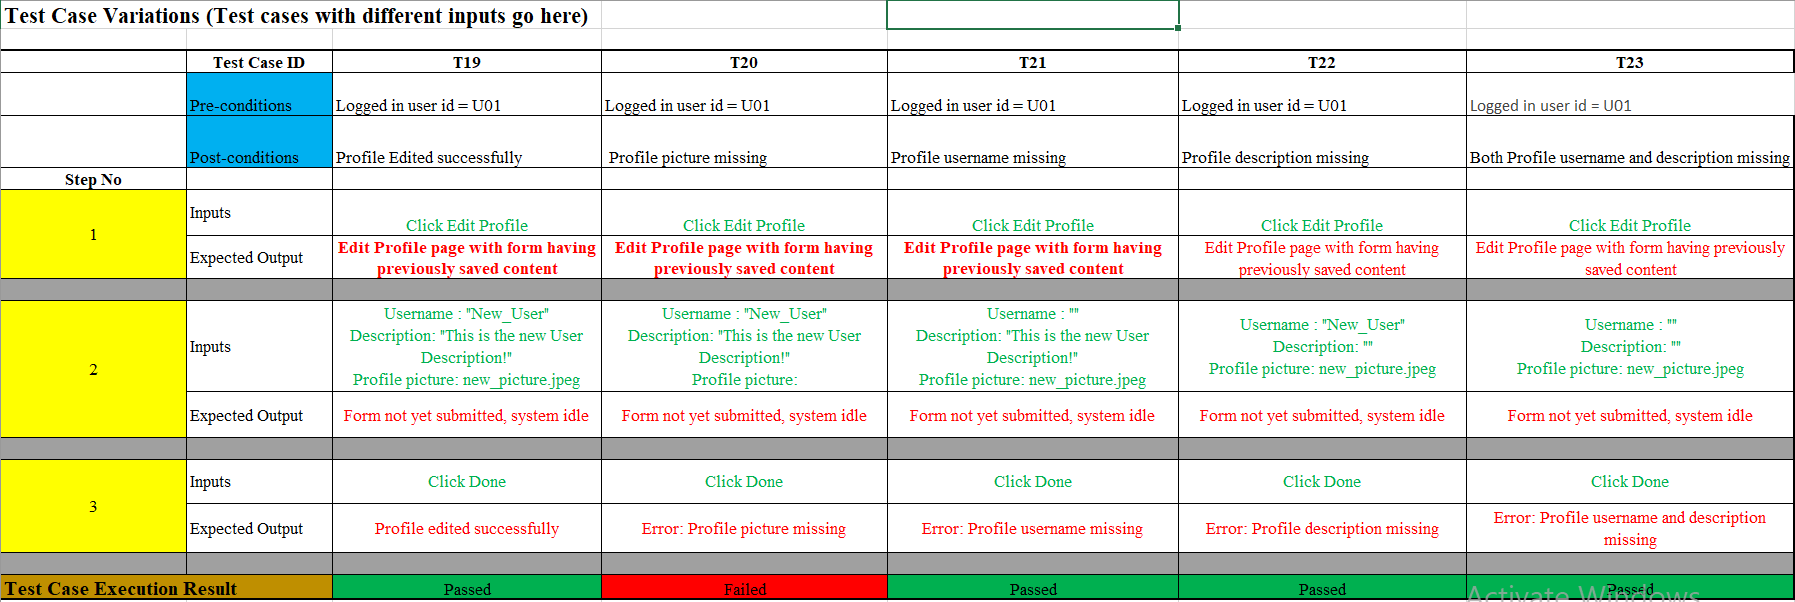 Test Case Variations (Test cases with different inputs go here)
Test Case ID T19 T20 T21 T22 T23
Pre-conditions Logged in user id = U01 Logged in user id = U01 Logged in user id = U01 Logged in user id = U01 Logged in user id = U01
Post-conditions Profile Edited successfully Profile picture missing Profile username missing Profile description missing Both Profile username and description missing
Step No
1
Inputs Click Edit Profile Click Edit Profile Click Edit Profile Click Edit Profile Click Edit Profile
Expected Output
Edit Profile page with form having
previously saved content
Edit Profile page with form having
previously saved content
Edit Profile page with form having
previously saved content
Edit Profile page with form having
previously saved content
Edit Profile page with form having previously
saved content
2
Inputs
Username : "New_User"
Description: "This is the new User
Description!"
Profile picture: new_picture.jpeg
Username : "New_User"
Description: "This is the new User
Description!"
Profile picture:
Username : ""
Description: "This is the new User
Description!"
Profile picture: new_picture.jpeg
Username : "New_User"
Description: ""
Profile picture: new_picture.jpeg
Username : ""
Description: ""
Profile picture: new_picture.jpeg
Expected Output Form not yet submitted, system idle Form not yet submitted, system idle Form not yet submitted, system idle Form not yet submitted, system idle Form not yet submitted, system idle
3
Inputs Click Done Click Done Click Done Click Done Click Done
Expected Output Profile edited successfully Error: Profile picture missing Error: Profile username missing Error: Profile description missing
Error: Profile username and description
missing
Test Case Execution Result Passed Failed Passed Passed Passed
Activate Windows